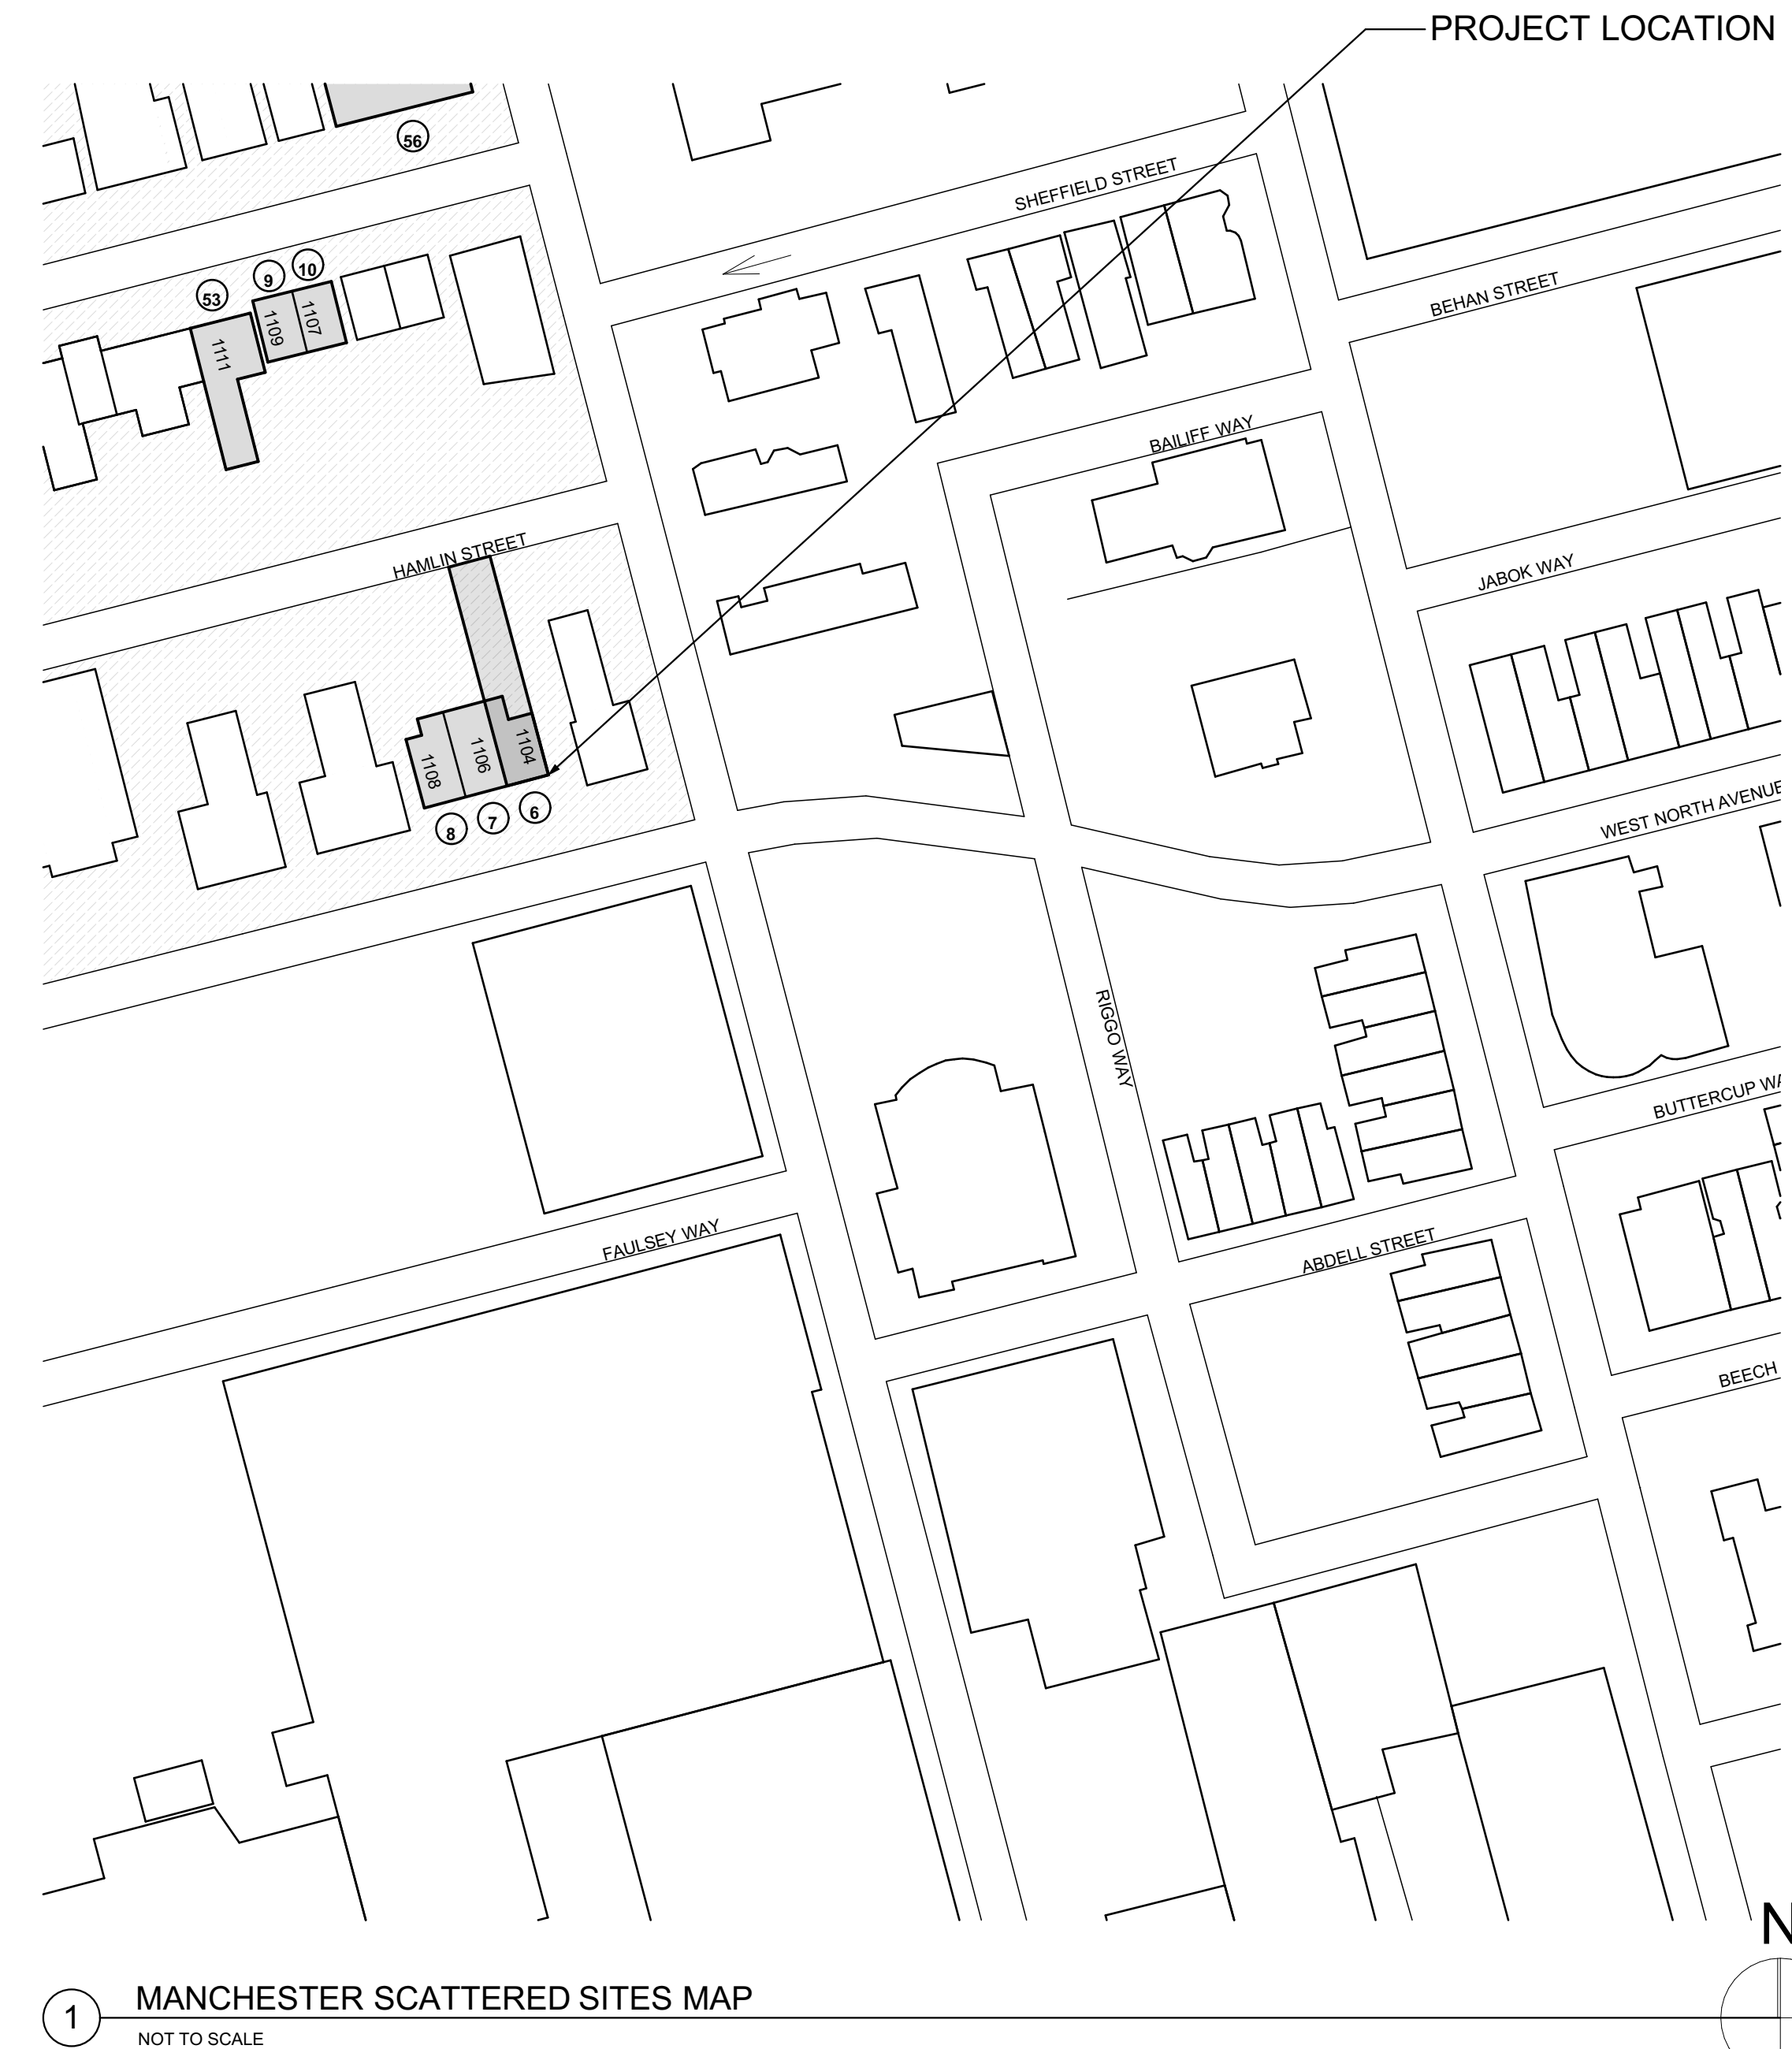 PROJECT LOCATION
56
SHEFFIELD STREET
53
9
10
1111
1109
1107
BEHAN STREET
BAILIFF WAY
HAMLIN STREET
JABOK WAY
1108
1106
1104
8
7
6
WEST NORTH AVENUE
RIGGO WAY
BUTTERCUP WA
FAULSEY WAY
ABDELL STREET
BEECH
N
1
MANCHESTER SCATTERED SITES MAP
NOT TO SCALE